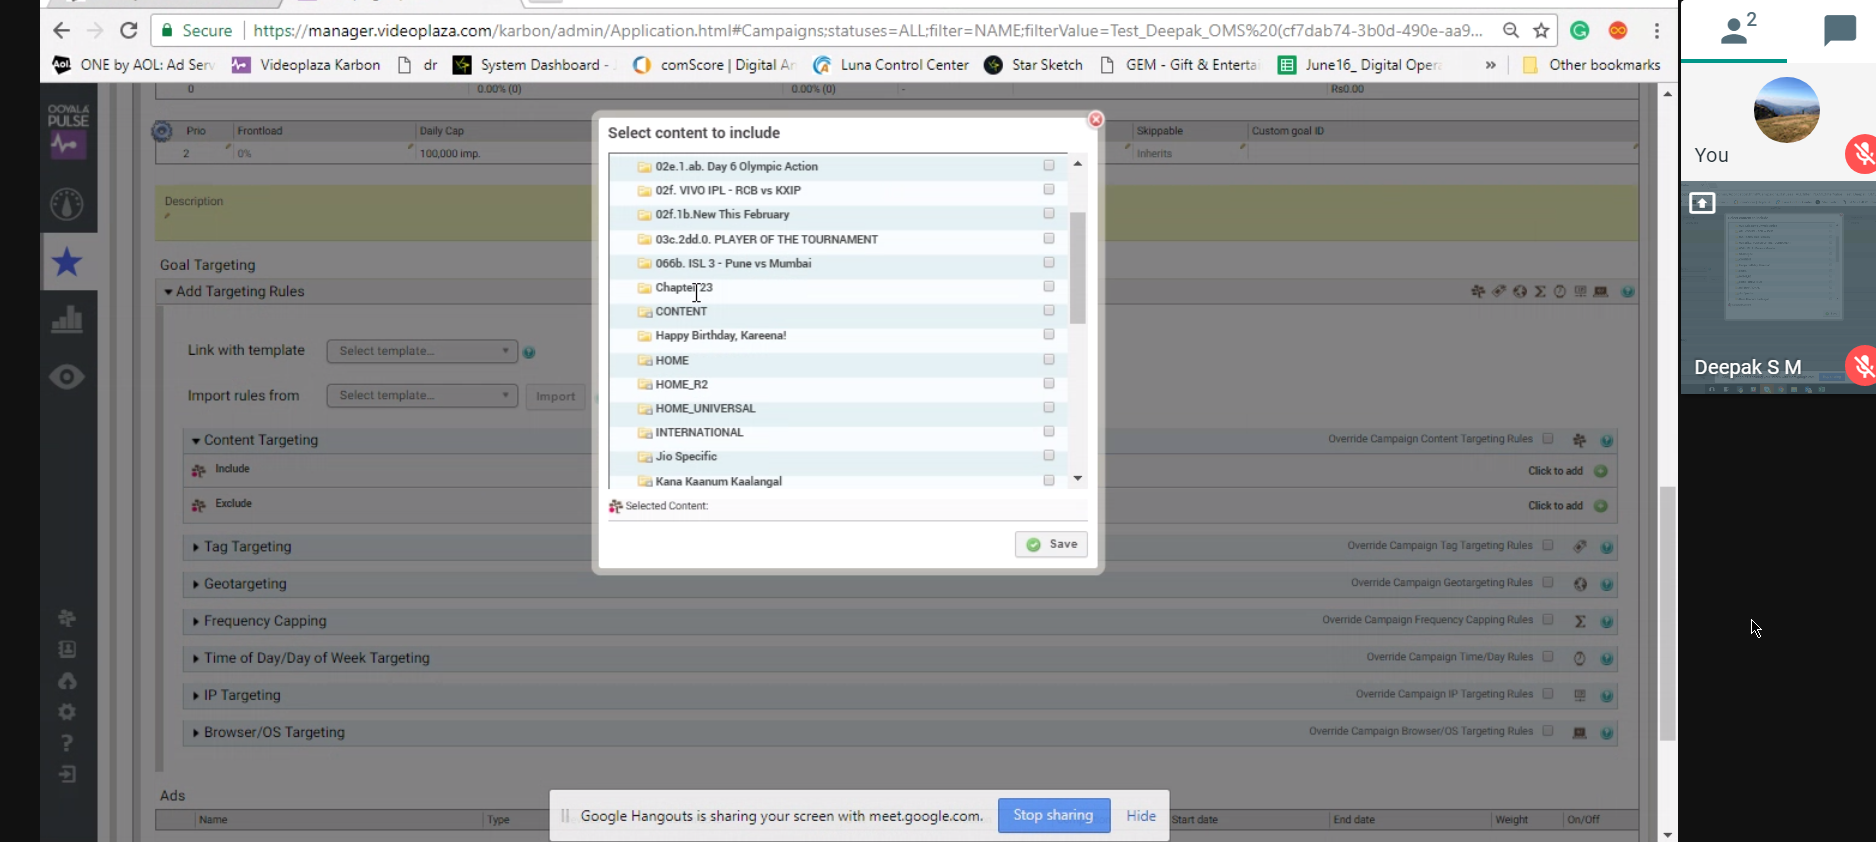 Secure
https://manager.videoplaza.com/karbon/admin/Application.html#Campaigns;statuses=ALL;filter=NAME;filterValue=Test_Deepak_OMS%20(cf7dab74-3b0d-490e-aa9...
Aol. ONE by AOL: Ad Serv
Videoplaza Karbon
dr
System Dashboard -
comScore | Digital An
Luna Control Center
Star Sketch
GEM - Gift & Enterta
June16_ Digital Opera
»
Other bookmarks
2
You
Deepak S M
OOYALA
PULSE
0
0.00% (0)
0.00% (0)
-
Rs0.00
Prio
Frontload
Daily Cap
Skippable
Custom goal ID
2
0%
100,000 imp.
Inherits
Description
Goal Targeting
Add Targeting Rules
Link with template
Select template...
Import rules from
Select template...
Import
Content Targeting
Override Campaign Content Targeting Rules
Include
Click to add
Exclude
Click to add
Tag Targeting
Override Campaign Tag Targeting Rules
Geotargeting
Override Campaign Geotargeting Rules
Frequency Capping
Override Campaign Frequency Capping Rules
Time of Day/Day of Week Targeting
Override Campaign Time/Day Rules
IP Targeting
Override Campaign IP Targeting Rules
Browser/OS Targeting
Override Campaign Browser/OS Targeting Rules
Ads
Name
Type
Start date
End date
Weight
On/Off
Select content to include
02e.1.ab. Day 6 Olympic Action
02f. VIVO IPL - RCB vs KXIP
02f.1b.New This February
03c.2dd.0. PLAYER OF THE TOURNAMENT
066b. ISL 3 - Pune vs Mumbai
Chapter 23
CONTENT
Happy Birthday, Kareena!
HOME
HOME_R2
HOME_UNIVERSAL
INTERNATIONAL
Jio Specific
Kana Kaanum Kaalangal
Selected Content:
Save
Google Hangouts is sharing your screen with meet.google.com.
Stop sharing
Hide